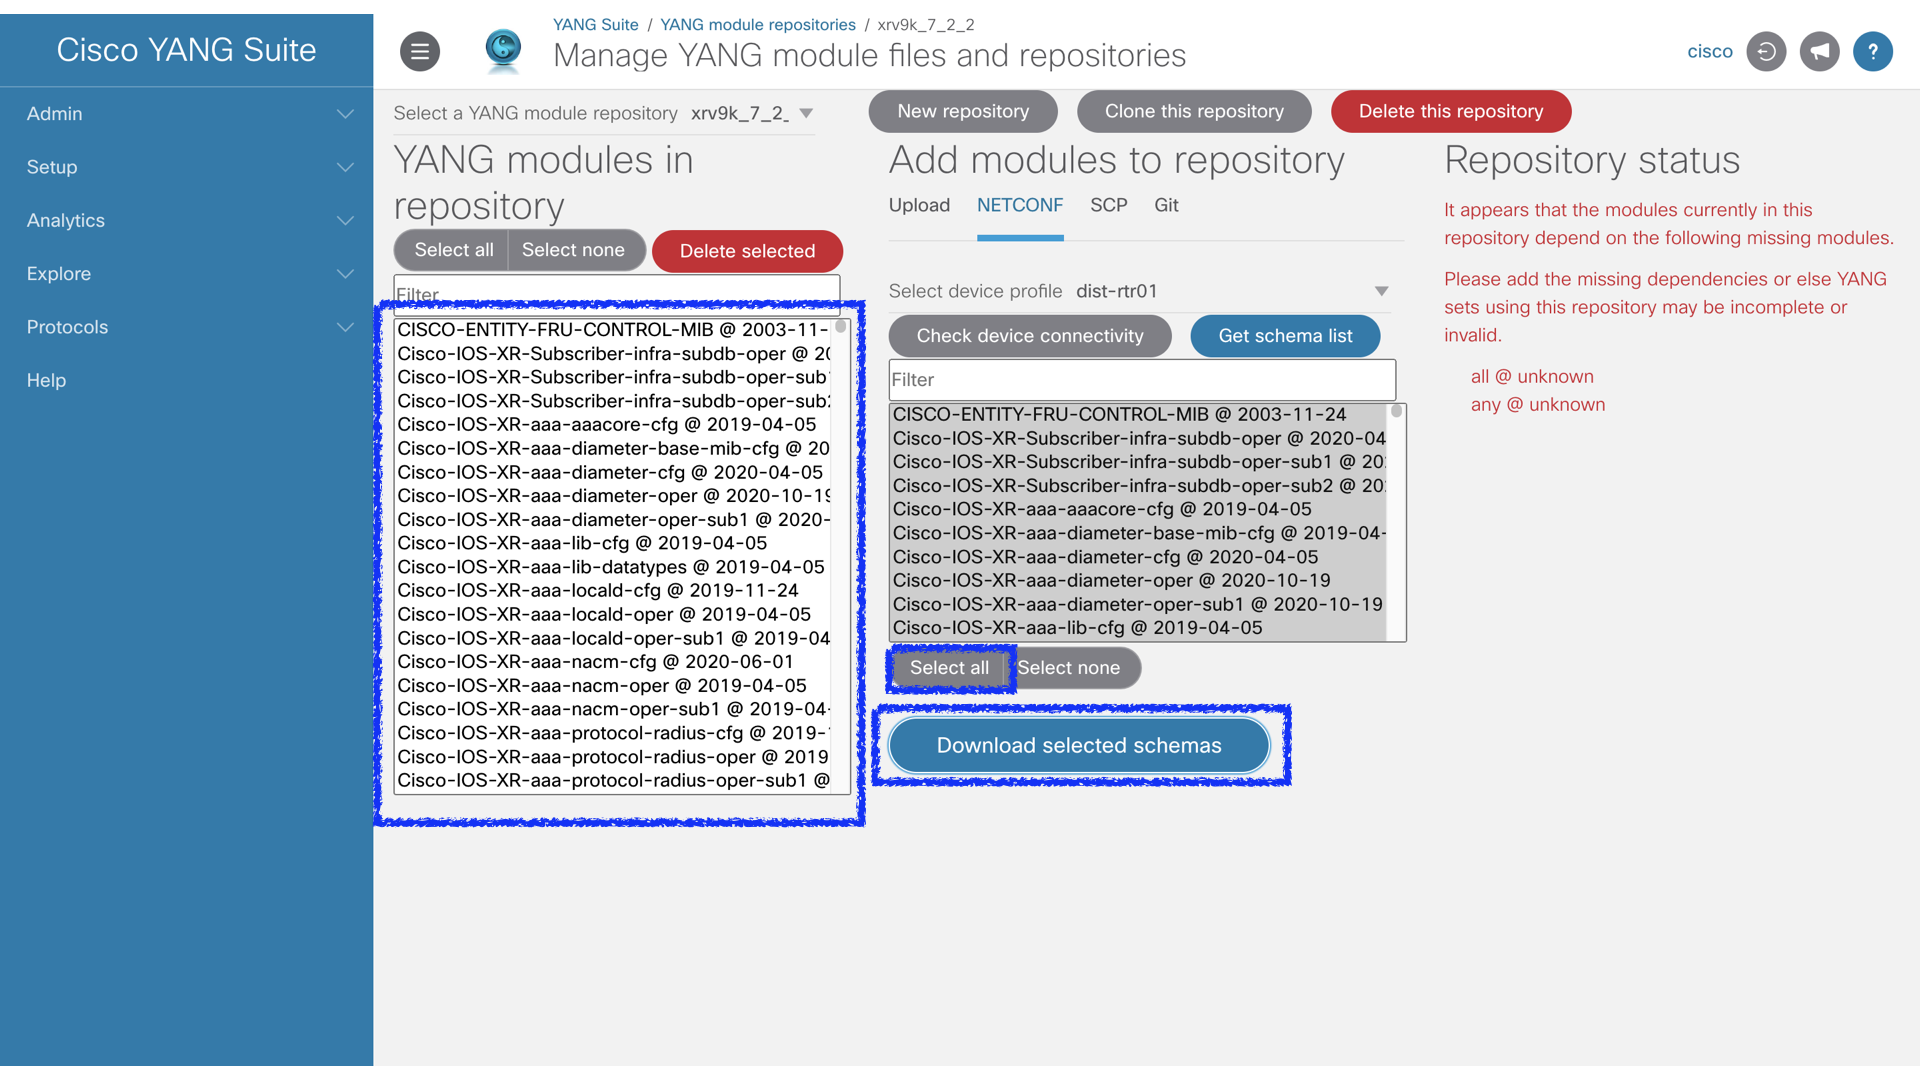 Cisco YANG Suite
Admin
Setup
Analytics
Explore
Protocols
Help
YANG Suite / YANG module repositories / xrv9k_7_2_2
Manage YANG module files and repositories
cisco
?
Select a YANG module repository xrv9k_7_2_
New repository
Clone this repository
Delete this repository
YANG modules in
repository
Select all
Select none
Delete selected
Filter
CISCO-ENTITY-FRU-CONTROL-MIB @ 2003-11-
Cisco-IOS-XR-Subscriber-infra-subdb-oper @ 20
Cisco-IOS-XR-Subscriber-infra-subdb-oper-sub1
Cisco-IOS-XR-Subscriber-infra-subdb-oper-sub2
Cisco-IOS-XR-aaa-aaacore-cfg @ 2019-04-05
Cisco-IOS-XR-aaa-diameter-base-mib-cfg @ 20
Cisco-IOS-XR-aaa-diameter-cfg @ 2020-04-05
Cisco-IOS-XR-aaa-diameter-oper @ 2020-10-19
Cisco-IOS-XR-aaa-diameter-oper-sub1 @ 2020-
Cisco-IOS-XR-aaa-lib-cfg @ 2019-04-05
Cisco-IOS-XR-aaa-lib-datatypes @ 2019-04-05
Cisco-IOS-XR-aaa-locald-cfg @ 2019-11-24
Cisco-IOS-XR-aaa-locald-oper @ 2019-04-05
Cisco-IOS-XR-aaa-locald-oper-sub1 @ 2019-04
Cisco-IOS-XR-aaa-nacm-cfg @ 2020-06-01
Cisco-IOS-XR-aaa-nacm-oper @ 2019-04-05
Cisco-IOS-XR-aaa-nacm-oper-sub1 @ 2019-04-
Cisco-IOS-XR-aaa-protocol-radius-cfg @ 2019-1
Cisco-IOS-XR-aaa-protocol-radius-oper @ 2019
Cisco-IOS-XR-aaa-protocol-radius-oper-sub1 @
Add modules to repository
Upload
NETCONF
SCP
Git
Select device profile dist-rtr01
Check device connectivity
Get schema list
Filter
CISCO-ENTITY-FRU-CONTROL-MIB @ 2003-11-24
Cisco-IOS-XR-Subscriber-infra-subdb-oper @ 2020-04
Cisco-IOS-XR-Subscriber-infra-subdb-oper-sub1 @ 202
Cisco-IOS-XR-Subscriber-infra-subdb-oper-sub2 @ 202
Cisco-IOS-XR-aaa-aaacore-cfg @ 2019-04-05
Cisco-IOS-XR-aaa-diameter-base-mib-cfg @ 2019-04-
Cisco-IOS-XR-aaa-diameter-cfg @ 2020-04-05
Cisco-IOS-XR-aaa-diameter-oper @ 2020-10-19
Cisco-IOS-XR-aaa-diameter-oper-sub1 @ 2020-10-19
Cisco-IOS-XR-aaa-lib-cfg @ 2019-04-05
Select all
Select none
Download selected schemas
Repository status
It appears that the modules currently in this
repository depend on the following missing modules.
Please add the missing dependencies or else YANG
sets using this repository may be incomplete or
invalid.
all @ unknown
any @ unknown